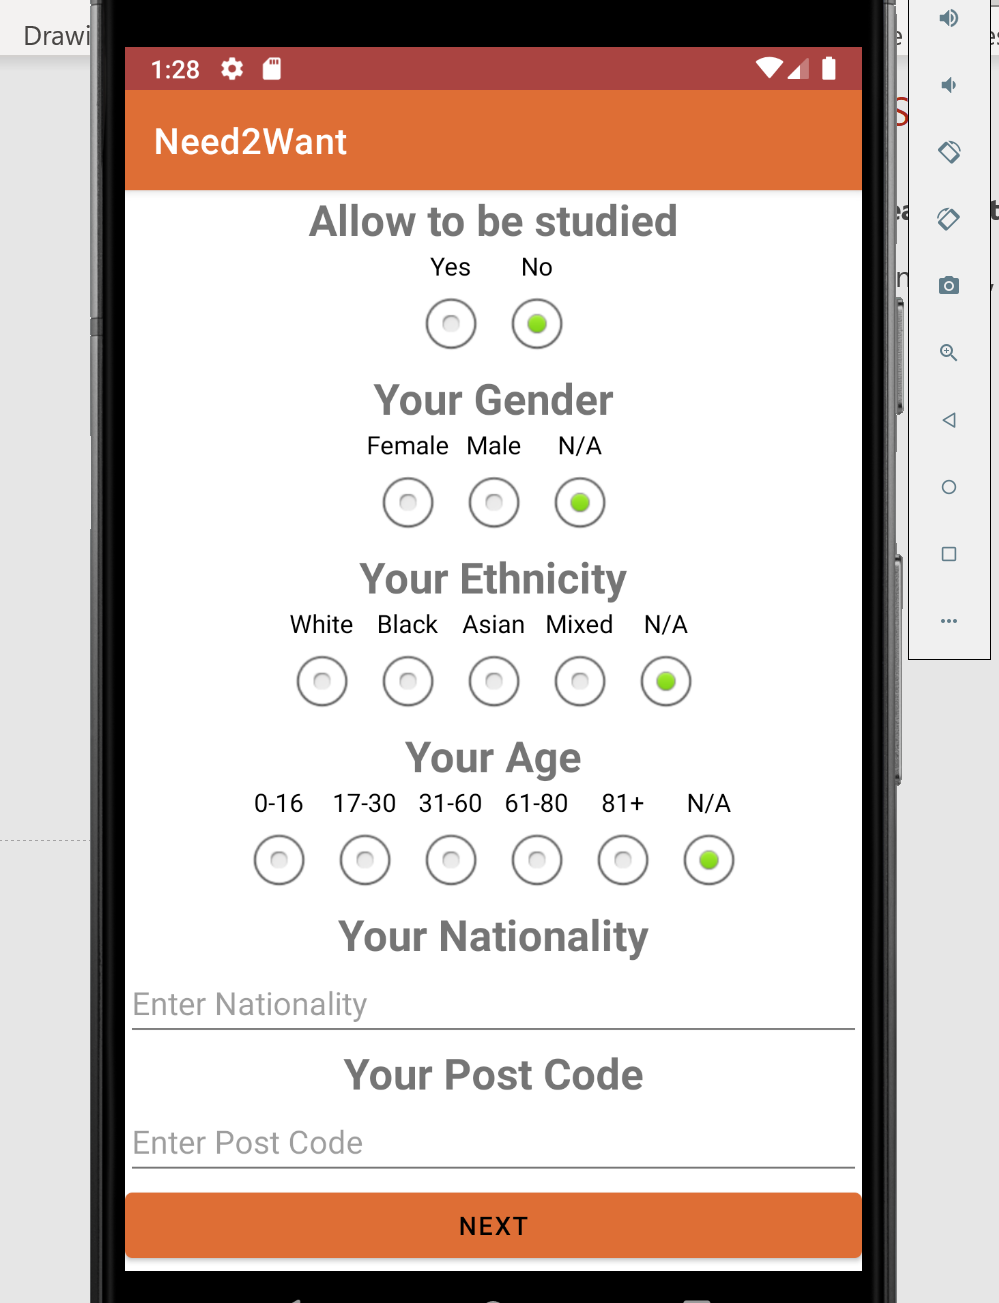 Drawi
1:28
Need2Want
Allow to be studied
Yes No
Your Gender
Female Male N/A
Your Ethnicity
White Black Asian Mixed N/A
Your Age
0-16 17-30 31-60 61-80 81+ N/A
Your Nationality
Enter Nationality
Your Post Code
Enter Post Code
NEXT